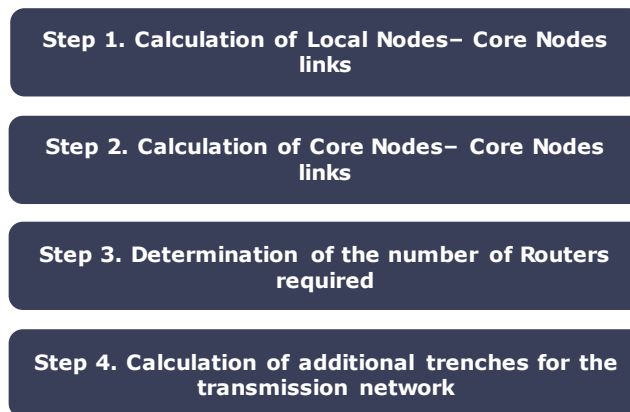 Step 1. Calculation of Local Nodes– Core Nodes
links
Step 2. Calculation of Core Nodes– Core Nodes
links
Step 3. Determination of the number of Routers
required
Step 4. Calculation of additional trenches for the
transmission network